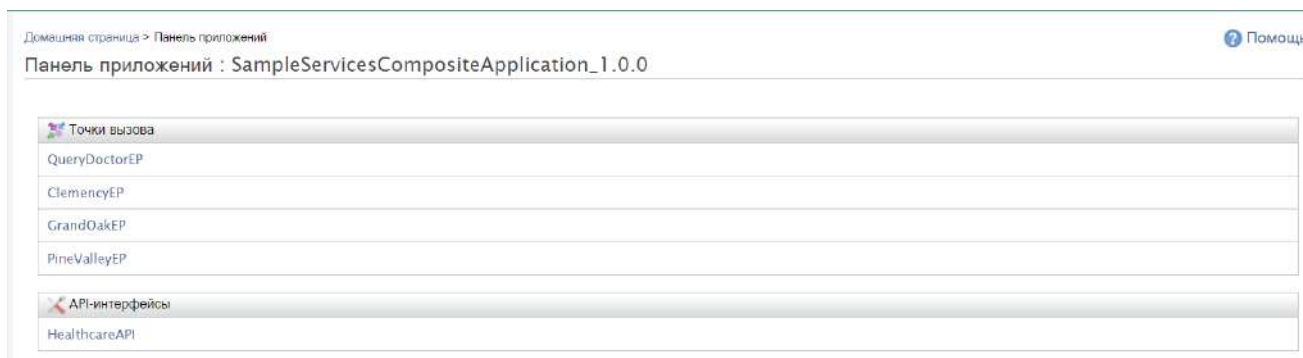 Домашняя страница > Панель приложений
Помощь
Панель приложений : SampleServicesCompositeApplication_1.0.0
Точки вызова
QueryDoctorEP
ClemencyEP
GrandOakEP
PineValleyEP
API-интерфейсы
HealthcareAPI